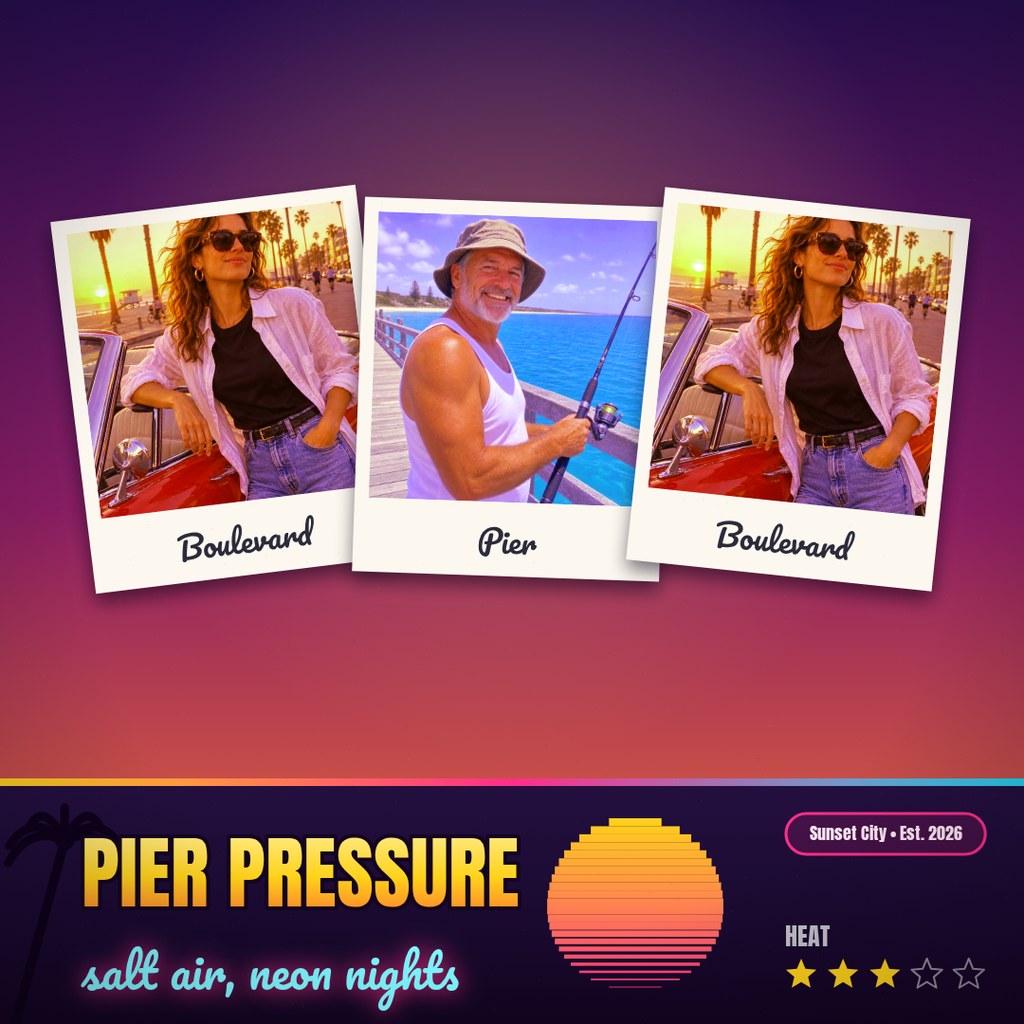 Boulevard
Pier
Boulevard
PIER PRESSURE
salt air, neon nights
Sunset City • Est. 2026
HEAT